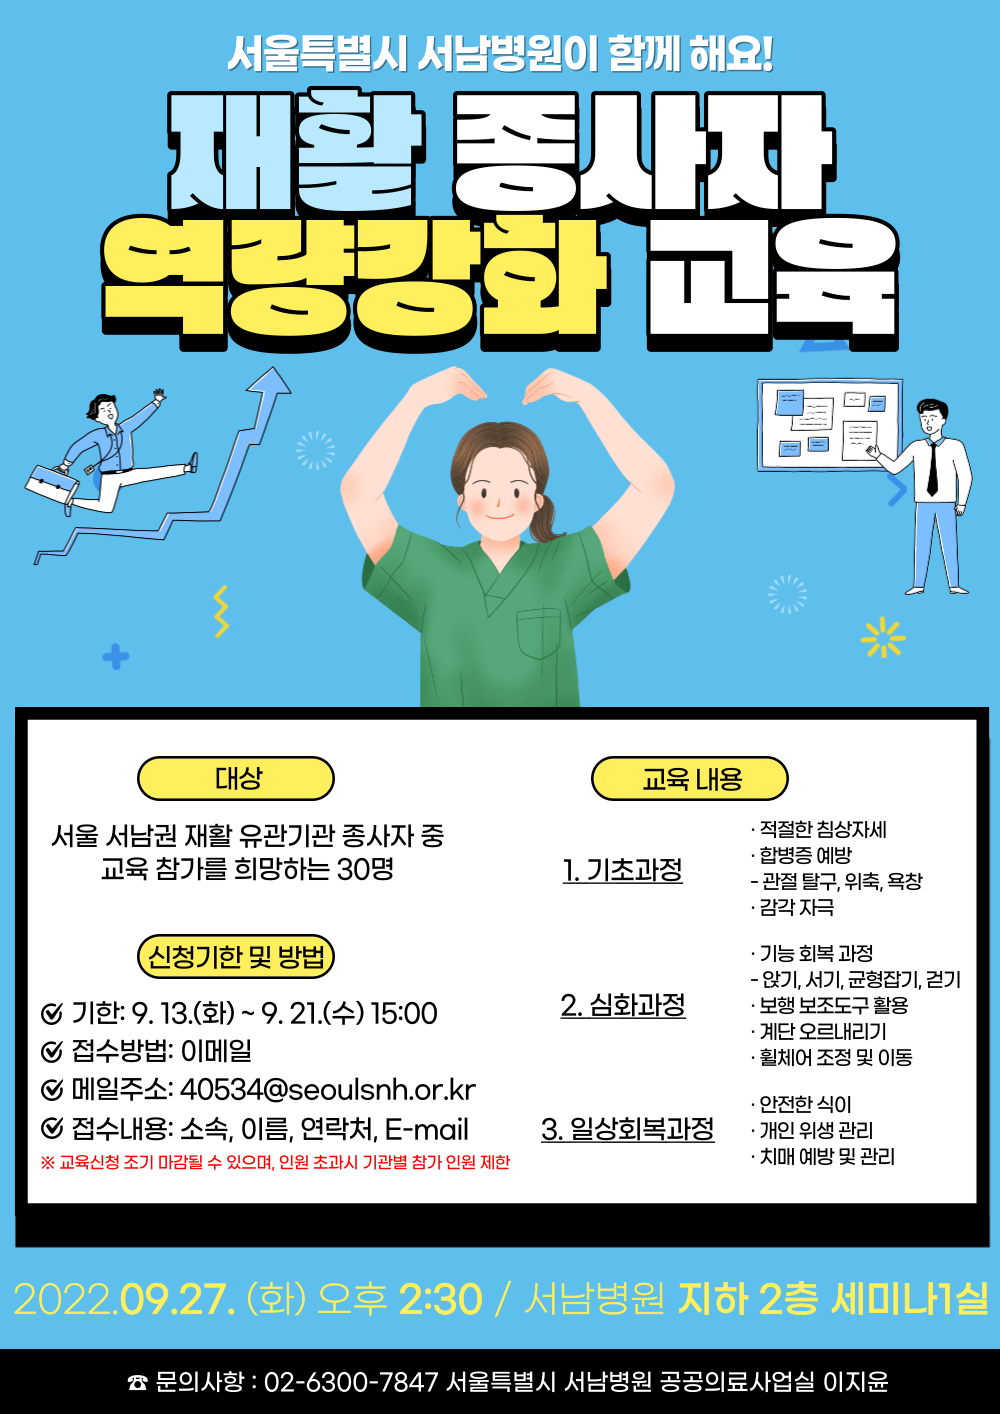 서울특별시 서남병원이 함께 해요!
재활 종사자
역량강화 교육
대상
서울 서남권 재활 유관기관 종사자 중
교육 참가를 희망하는 30명
신청기한 및 방법
기한: 9. 13.(화) ~ 9. 21.(수) 15:00
접수방법: 이메일
메일주소: 40534@seoulsnh.or.kr
접수내용: 소속, 이름, 연락처, E-mail
※ 교육신청 조기 마감될 수 있으며, 인원 초과시 기관별 참가 인원 제한
교육 내용
1. 기초과정
· 적절한 침상자세
· 합병증 예방
- 관절 탈구, 위축, 욕창
· 감각 자극
2. 심화과정
· 기능 회복 과정
- 앉기, 서기, 균형잡기, 걷기
· 보행 보조도구 활용
· 계단 오르내리기
· 휠체어 조정 및 이동
3. 일상회복과정
· 안전한 식이
· 개인 위생 관리
· 치매 예방 및 관리
2022.09.27. (화) 오후 2:30 / 서남병원 지하 2층 세미나1실
☎ 문의사항 : 02-6300-7847 서울특별시 서남병원 공공의료사업실 이지윤